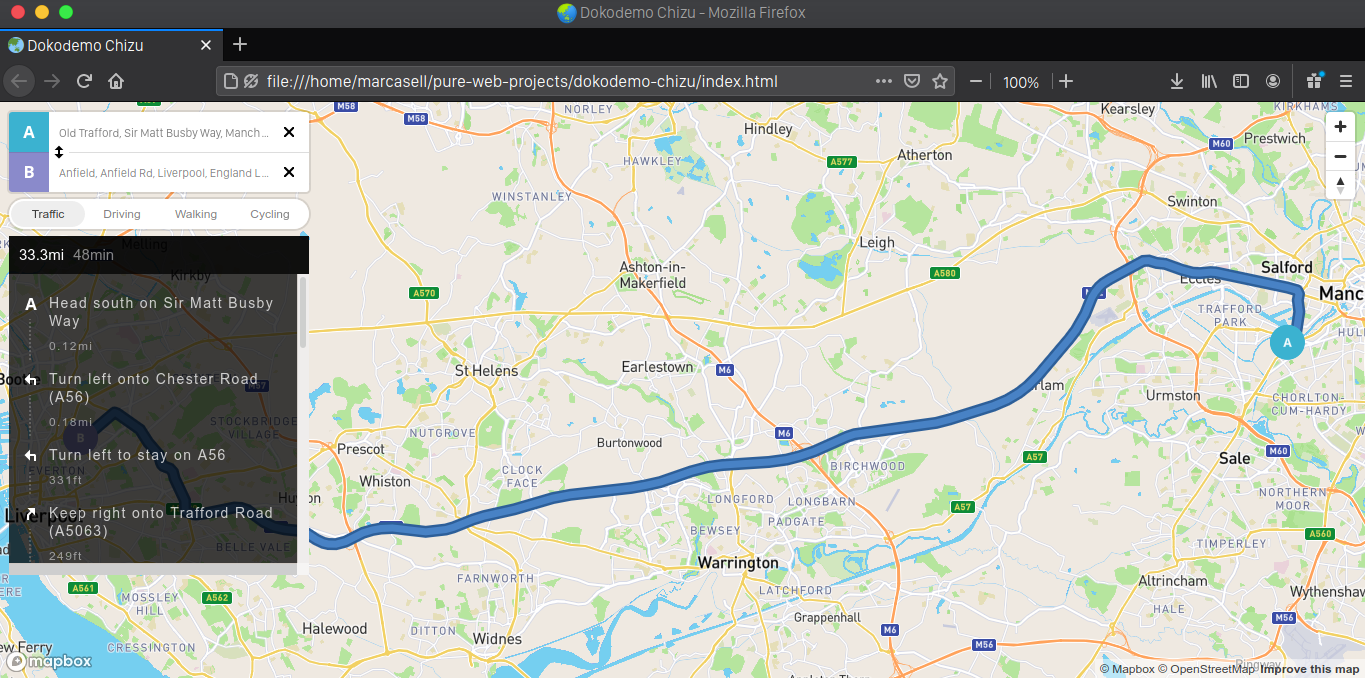 Dokodemo Chizu - Mozilla Firefox
Dokodemo Chizu
file:///home/marcasell/pure-web-projects/dokodemo-chizu/index.html
100%
A
Old Trafford, Sir Matt Busby Way, Manch...
B
Anfield, Anfield Rd, Liverpool, England L...
Traffic Driving Walking Cycling
33.3mi 48min
A Head south on Sir Matt Busby
Way
0.12mi
Turn left onto Chester Road
(A56)
0.18mi
Turn left to stay on A56
331ft
Keep right onto Trafford Road
(A5063)
249ft
M58
M58
NORLEY
Hindley
Kearsley
KIRKHAMS
Prestwich
M60
A577
Atherton
HAWKLEY
WINSTANLEY
Swinton
Melling
Kirkby
Leigh
Ashton-in-
Makerfield
A580
Salford
Eccles
A570
TRAFFORD
PARK
A
St Helens
Earlestown
M6
Urmston
CHORLTON-
CUM-HARDY
M57
B
STOCKBRIDGE
VILLAGE
NUTGROVE
Burtonwood
M6
Prescot
Sale
M60
A57
BIRCHWOOD
CLOCK
FACE
EVERTON
Whiston
LONGFORD
LONGBARN
NORTHERN
MOOR
A57
PADGATE
BEWSEY
Liverpool
A560
TIMPERLEY
BELLE VALE
Warrington
FARNWORTH
Altrincham
A561
A562
LATCHFORD
MOSSLEY
HILL
HALE
Grappenhall
M56
Halewood
DITTON
Widnes
M6
M56
CRESSINGTON
mapbox
© Mapbox © OpenStreetMap Improve this map